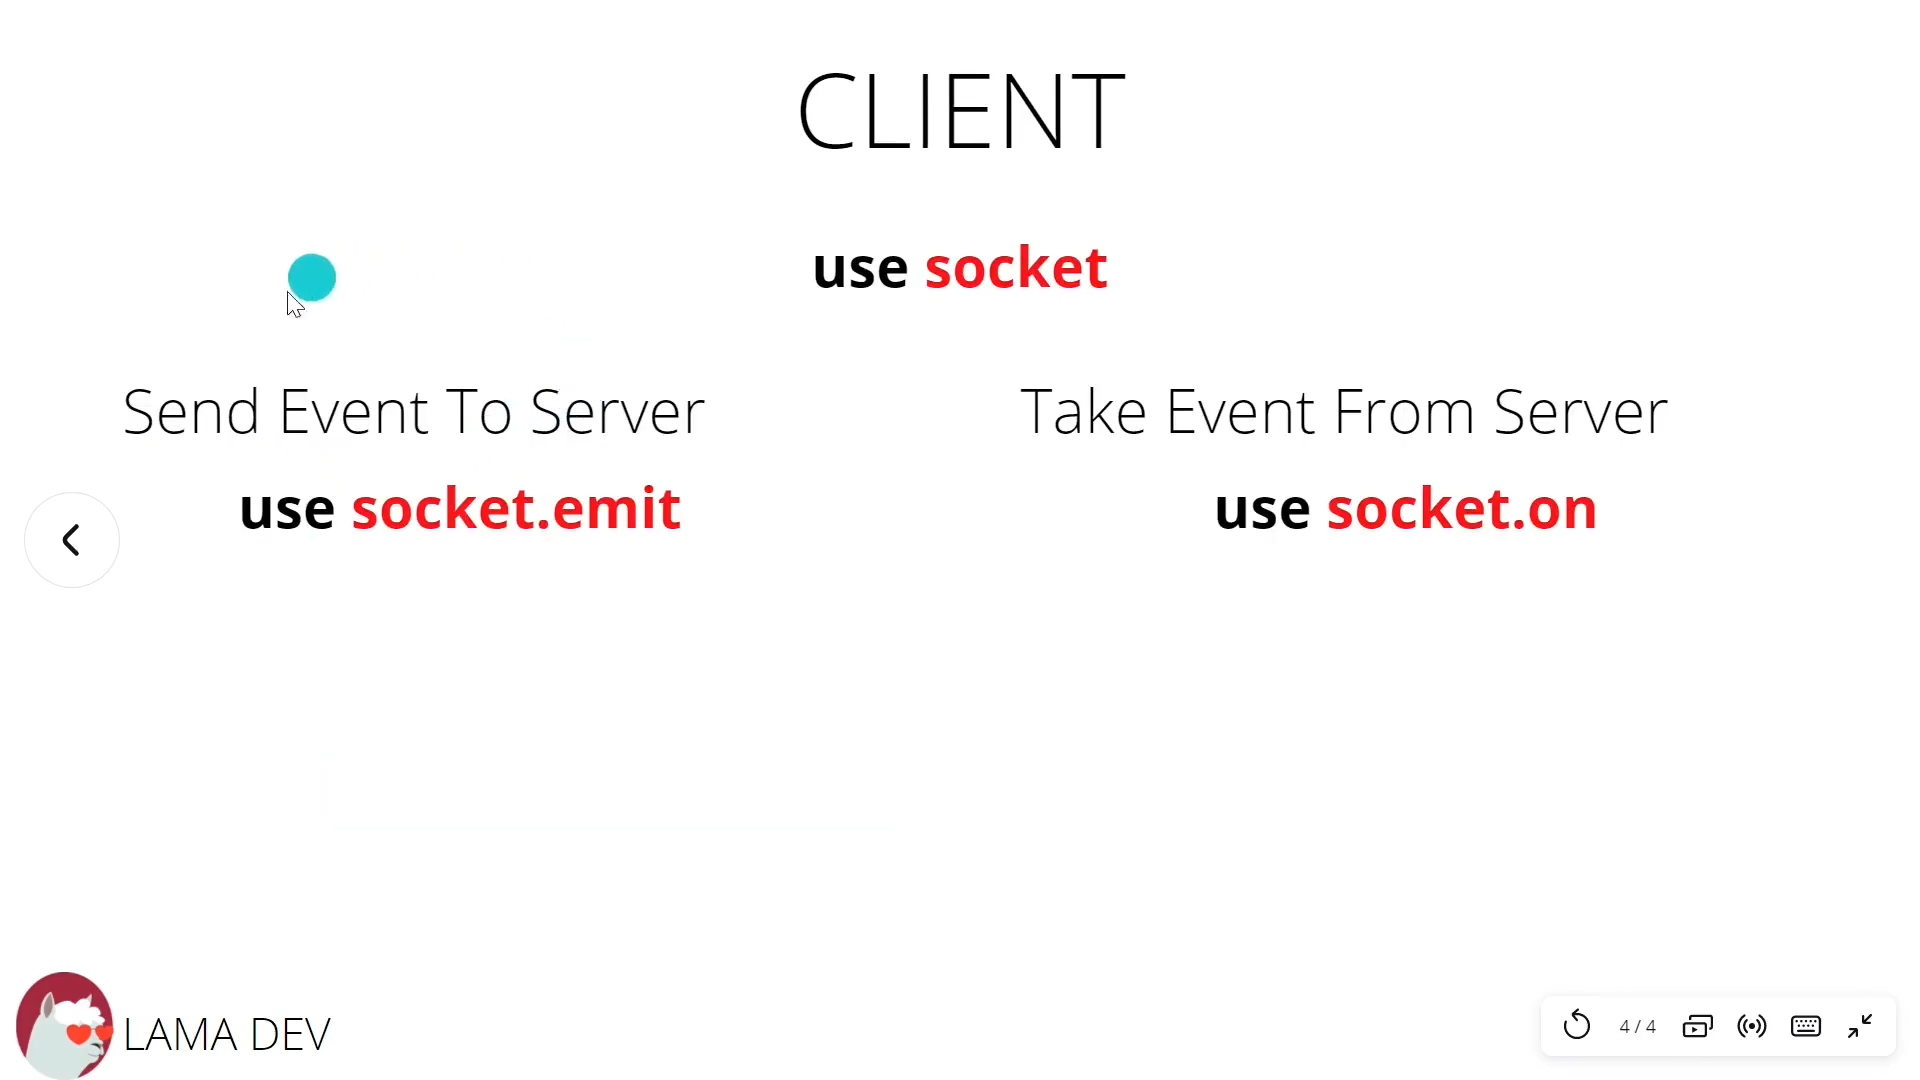 CLIENT
use socket
Send Event To Server
use socket.emit
Take Event From Server
use socket.on
LAMA DEV
4 / 4